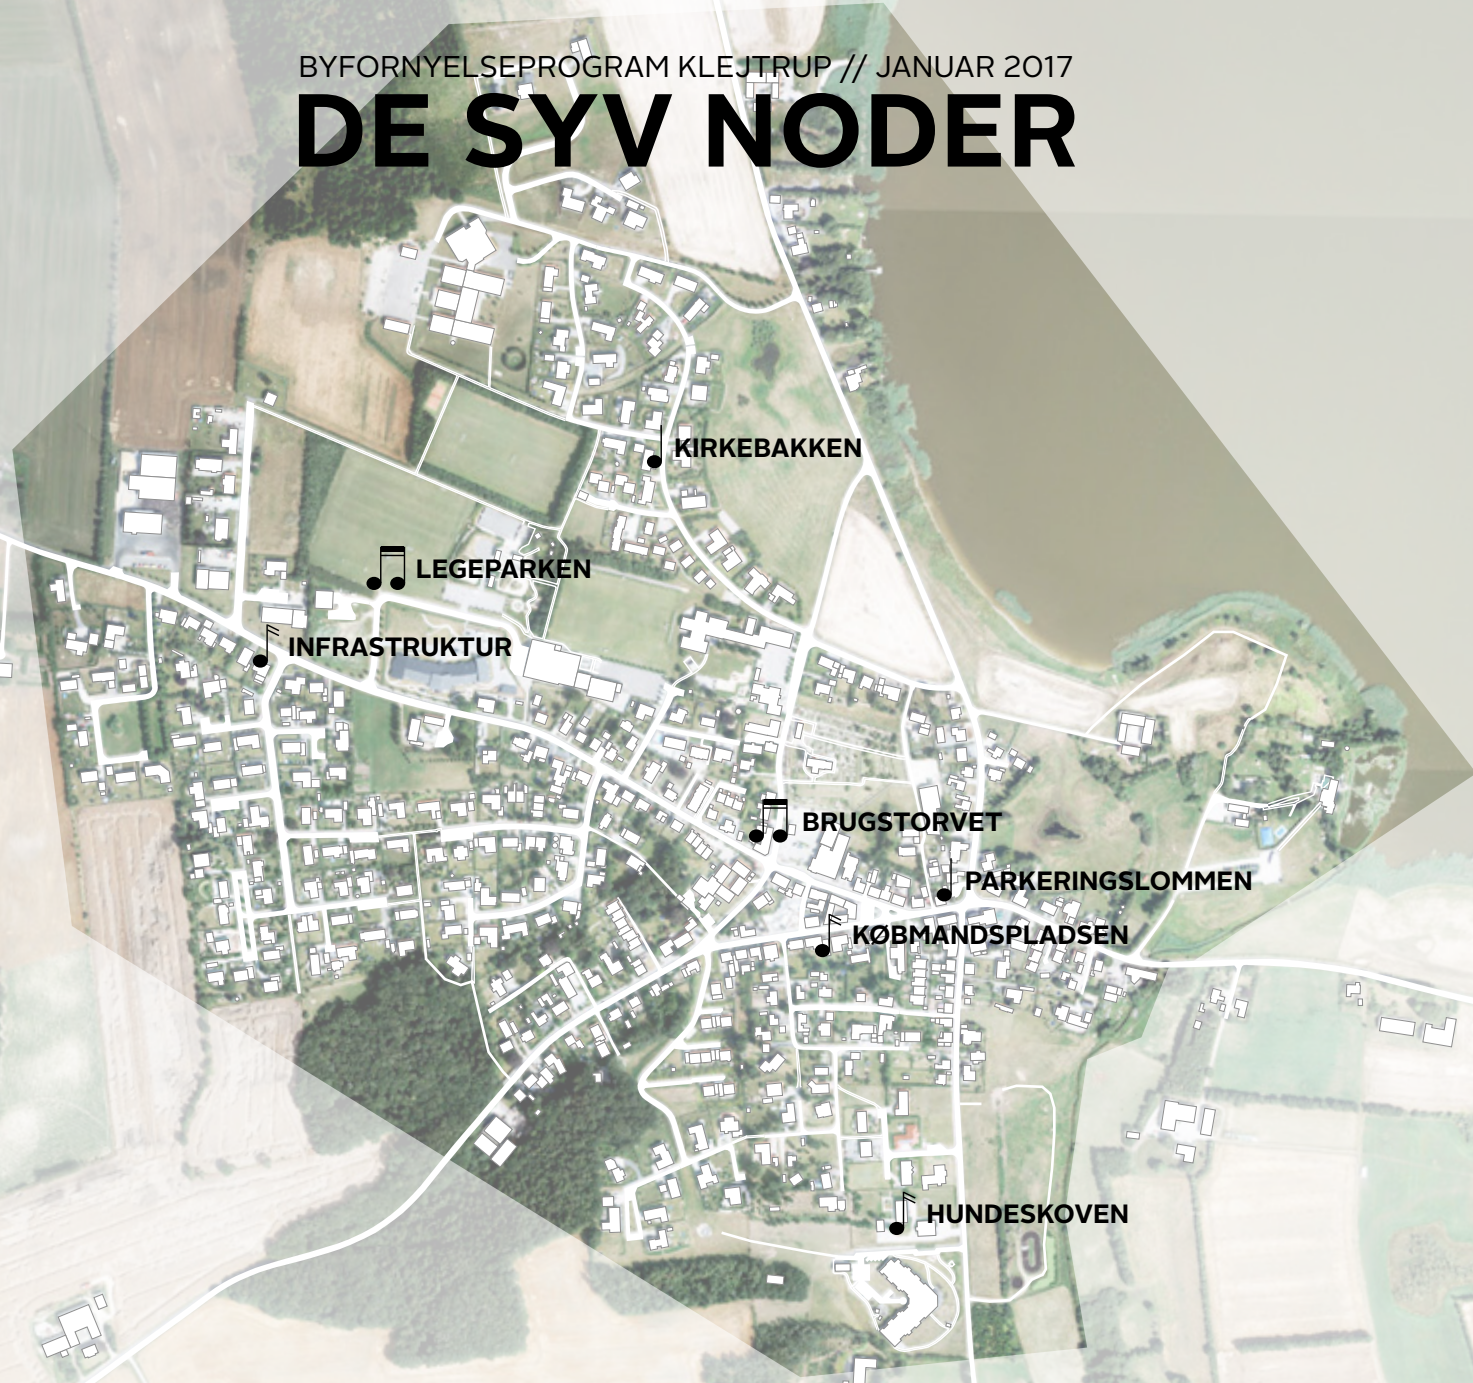 BYFORNYELSEPROGRAM KLEJTRUP // JANUAR 2017
DE SYV NODER
KIRKEBAKKEN
LEGEPARKEN
INFRASTRUKTUR
BRUGSTORVET
PARKERINGSLOMMEN
KØBMANDSPLADSEN
HUNDESKOVEN